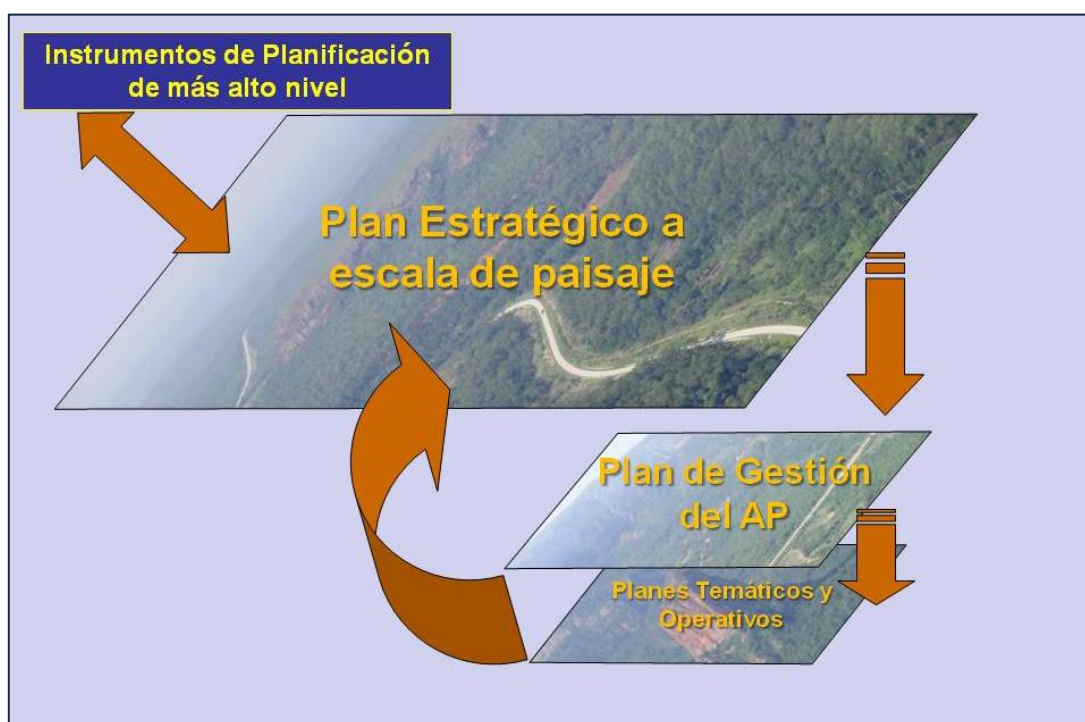 Instrumentos de Planificación
de más alto nivel
Plan Estratégico a
escala de paisaje
Plan de Gestión
del AP
Planes Temáticos y
Operativos